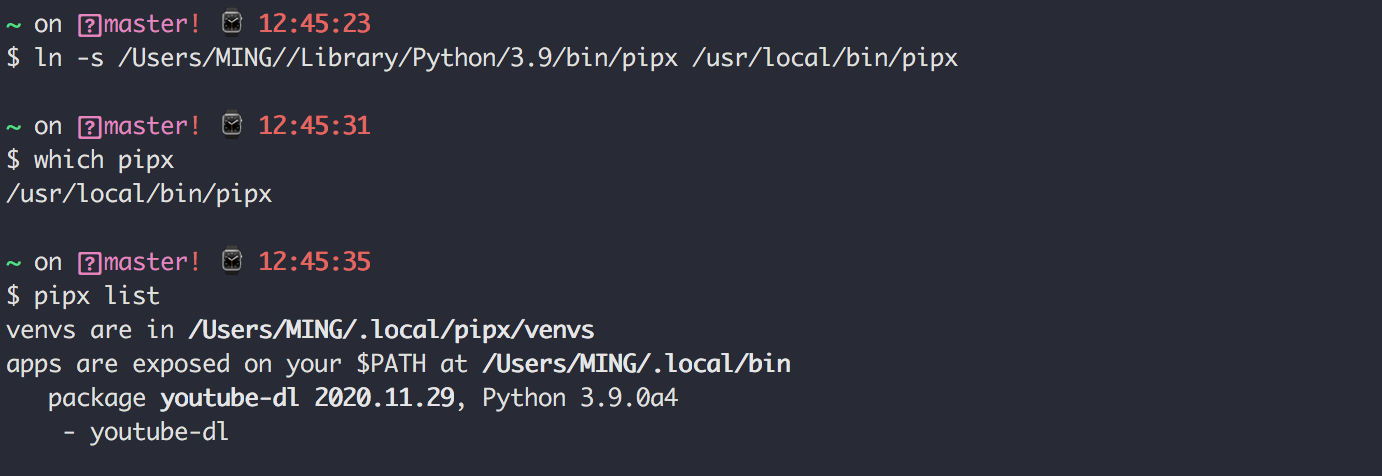 ~ on master! 12:45:23
$ ln -s /Users/MING//Library/Python/3.9/bin/pipx /usr/local/bin/pipx
~ on master! 12:45:31
$ which pipx
/usr/local/bin/pipx
~ on master! 12:45:35
$ pipx list
venvs are in /Users/MING/.local/pipx/venvs
apps are exposed on your $PATH at /Users/MING/.local/bin
package youtube-dl 2020.11.29, Python 3.9.0a4
- youtube-dl